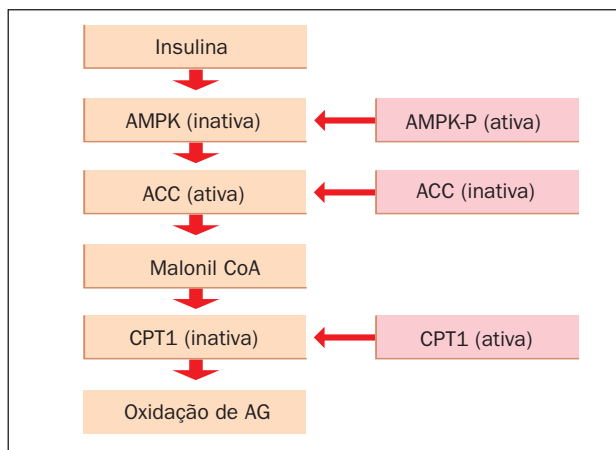 Insulina
AMPK (inativa)
AMPK-P (ativa)
ACC (ativa)
ACC (inativa)
Malonil CoA
CPT1 (inativa)
CPT1 (ativa)
Oxidação de AG